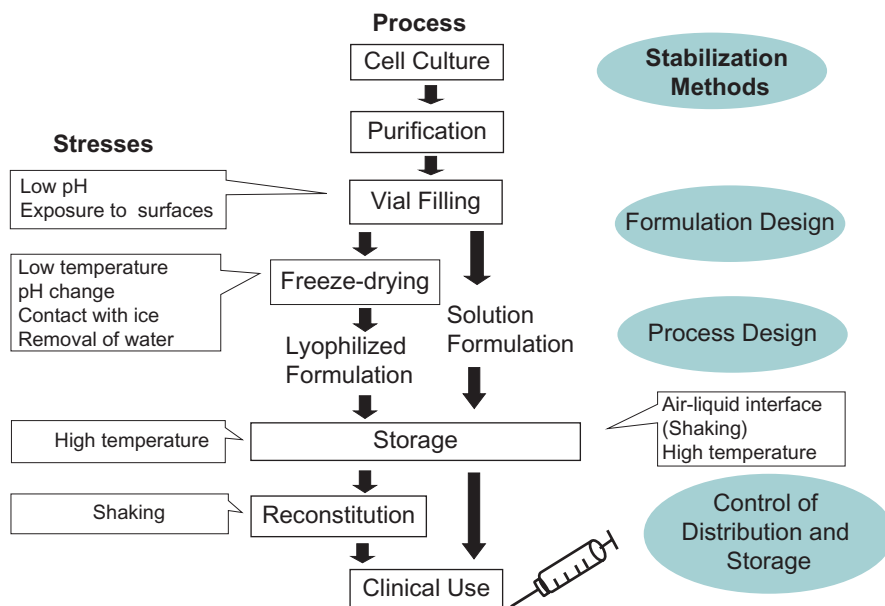 Process
Cell Culture
Stabilization
Methods
Purification
Stresses
Low pH
Exposure to surfaces
Vial Filling
Formulation Design
Low temperature
pH change
Contact with ice
Removal of water
Freeze-drying
Lyophilized
Formulation
Solution
Formulation
Process Design
High temperature
Storage
Air-liquid interface
(Shaking)
High temperature
Shaking
Reconstitution
Control of
Distribution and
Storage
Clinical Use